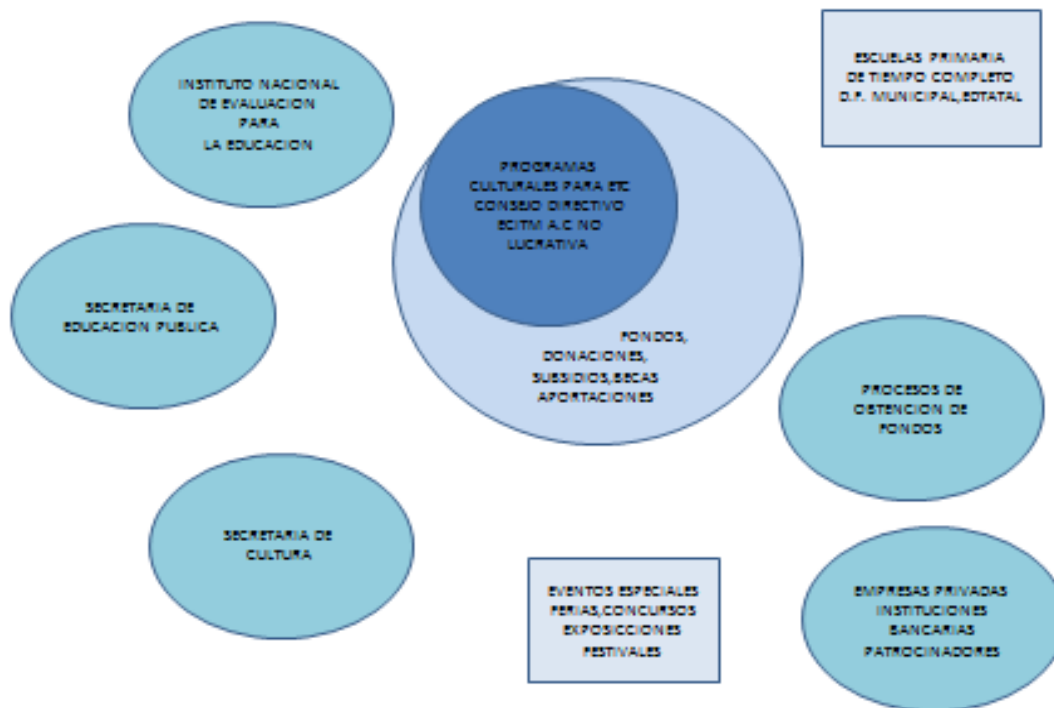 INSTITUTO NACIONAL
DE EVALUACION
PARA
LA EDUCACION
ESCUELAS PRIMARIA
DE TIEMPO COMPLETO
D.F. MUNICIPAL,EDTATAL
PROGRAMAS
CULTURALES PARA ETC
CONSEJO DIRECTIVO
ECITM A.C NO
LUCRATIVA
SECRETARIA DE
EDUCACION PUBLICA
FONDOS,
DONACIONES,
SUBSIDIOS,BECAS
APORTACIONES
PROCESOS DE
OBTENCION DE
FONDOS
SECRETARIA DE
CULTURA
EVENTOS ESPECIALES
FERIAS,CONCURSOS
EXPOSICCIONES
FESTIVALES
EMPRESAS PRIVADAS
INSTITUCIONES
BANCARIAS
PATROCINADORES